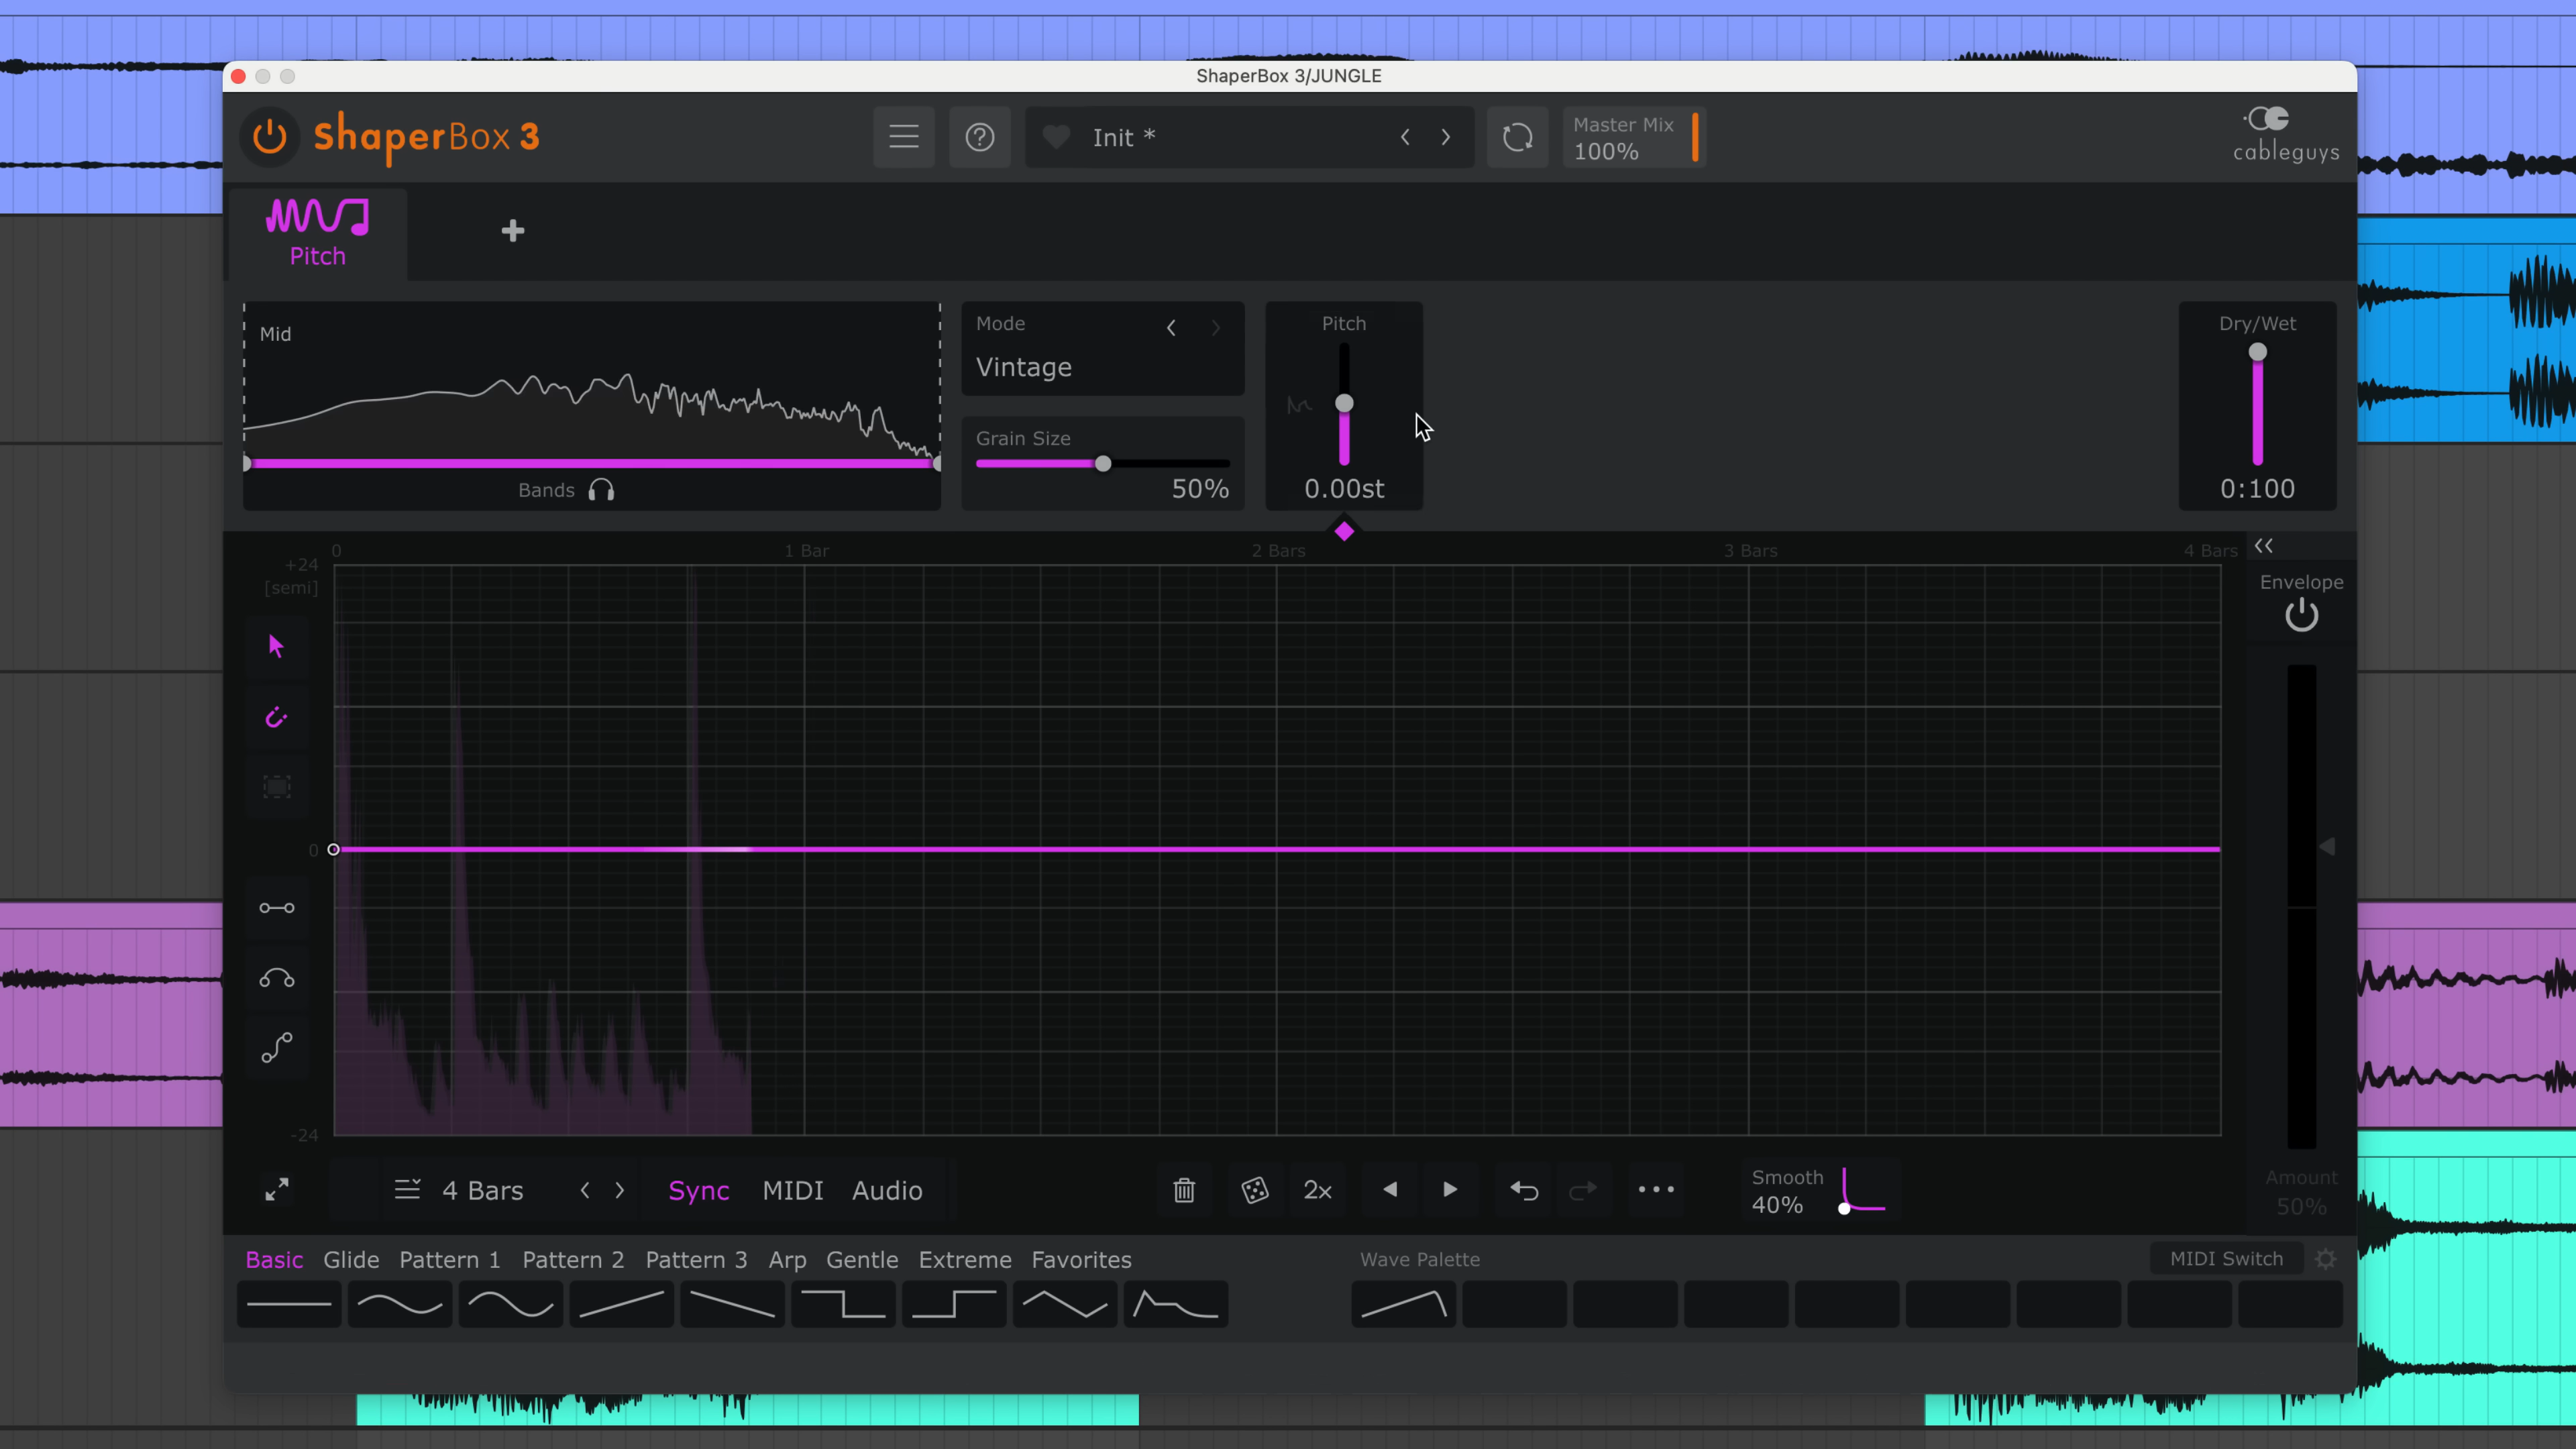 ShaperBox 3/JUNGLE
ShaperBox 3
Init *
Master Mix
100%
cableguys
Pitch
Mid
Bands
Mode
Vintage
Grain Size
50%
Pitch
0.00st
Dry/Wet
0:100
0
1 Bar
2 Bars
3 Bars
4 Bars
+24
[semi]
0
-24
Envelope
Amount
50%
4 Bars
Sync
MIDI
Audio
2x
Smooth
40%
Basic
Glide
Pattern 1
Pattern 2
Pattern 3
Arp
Gentle
Extreme
Favorites
Wave Palette
MIDI Switch